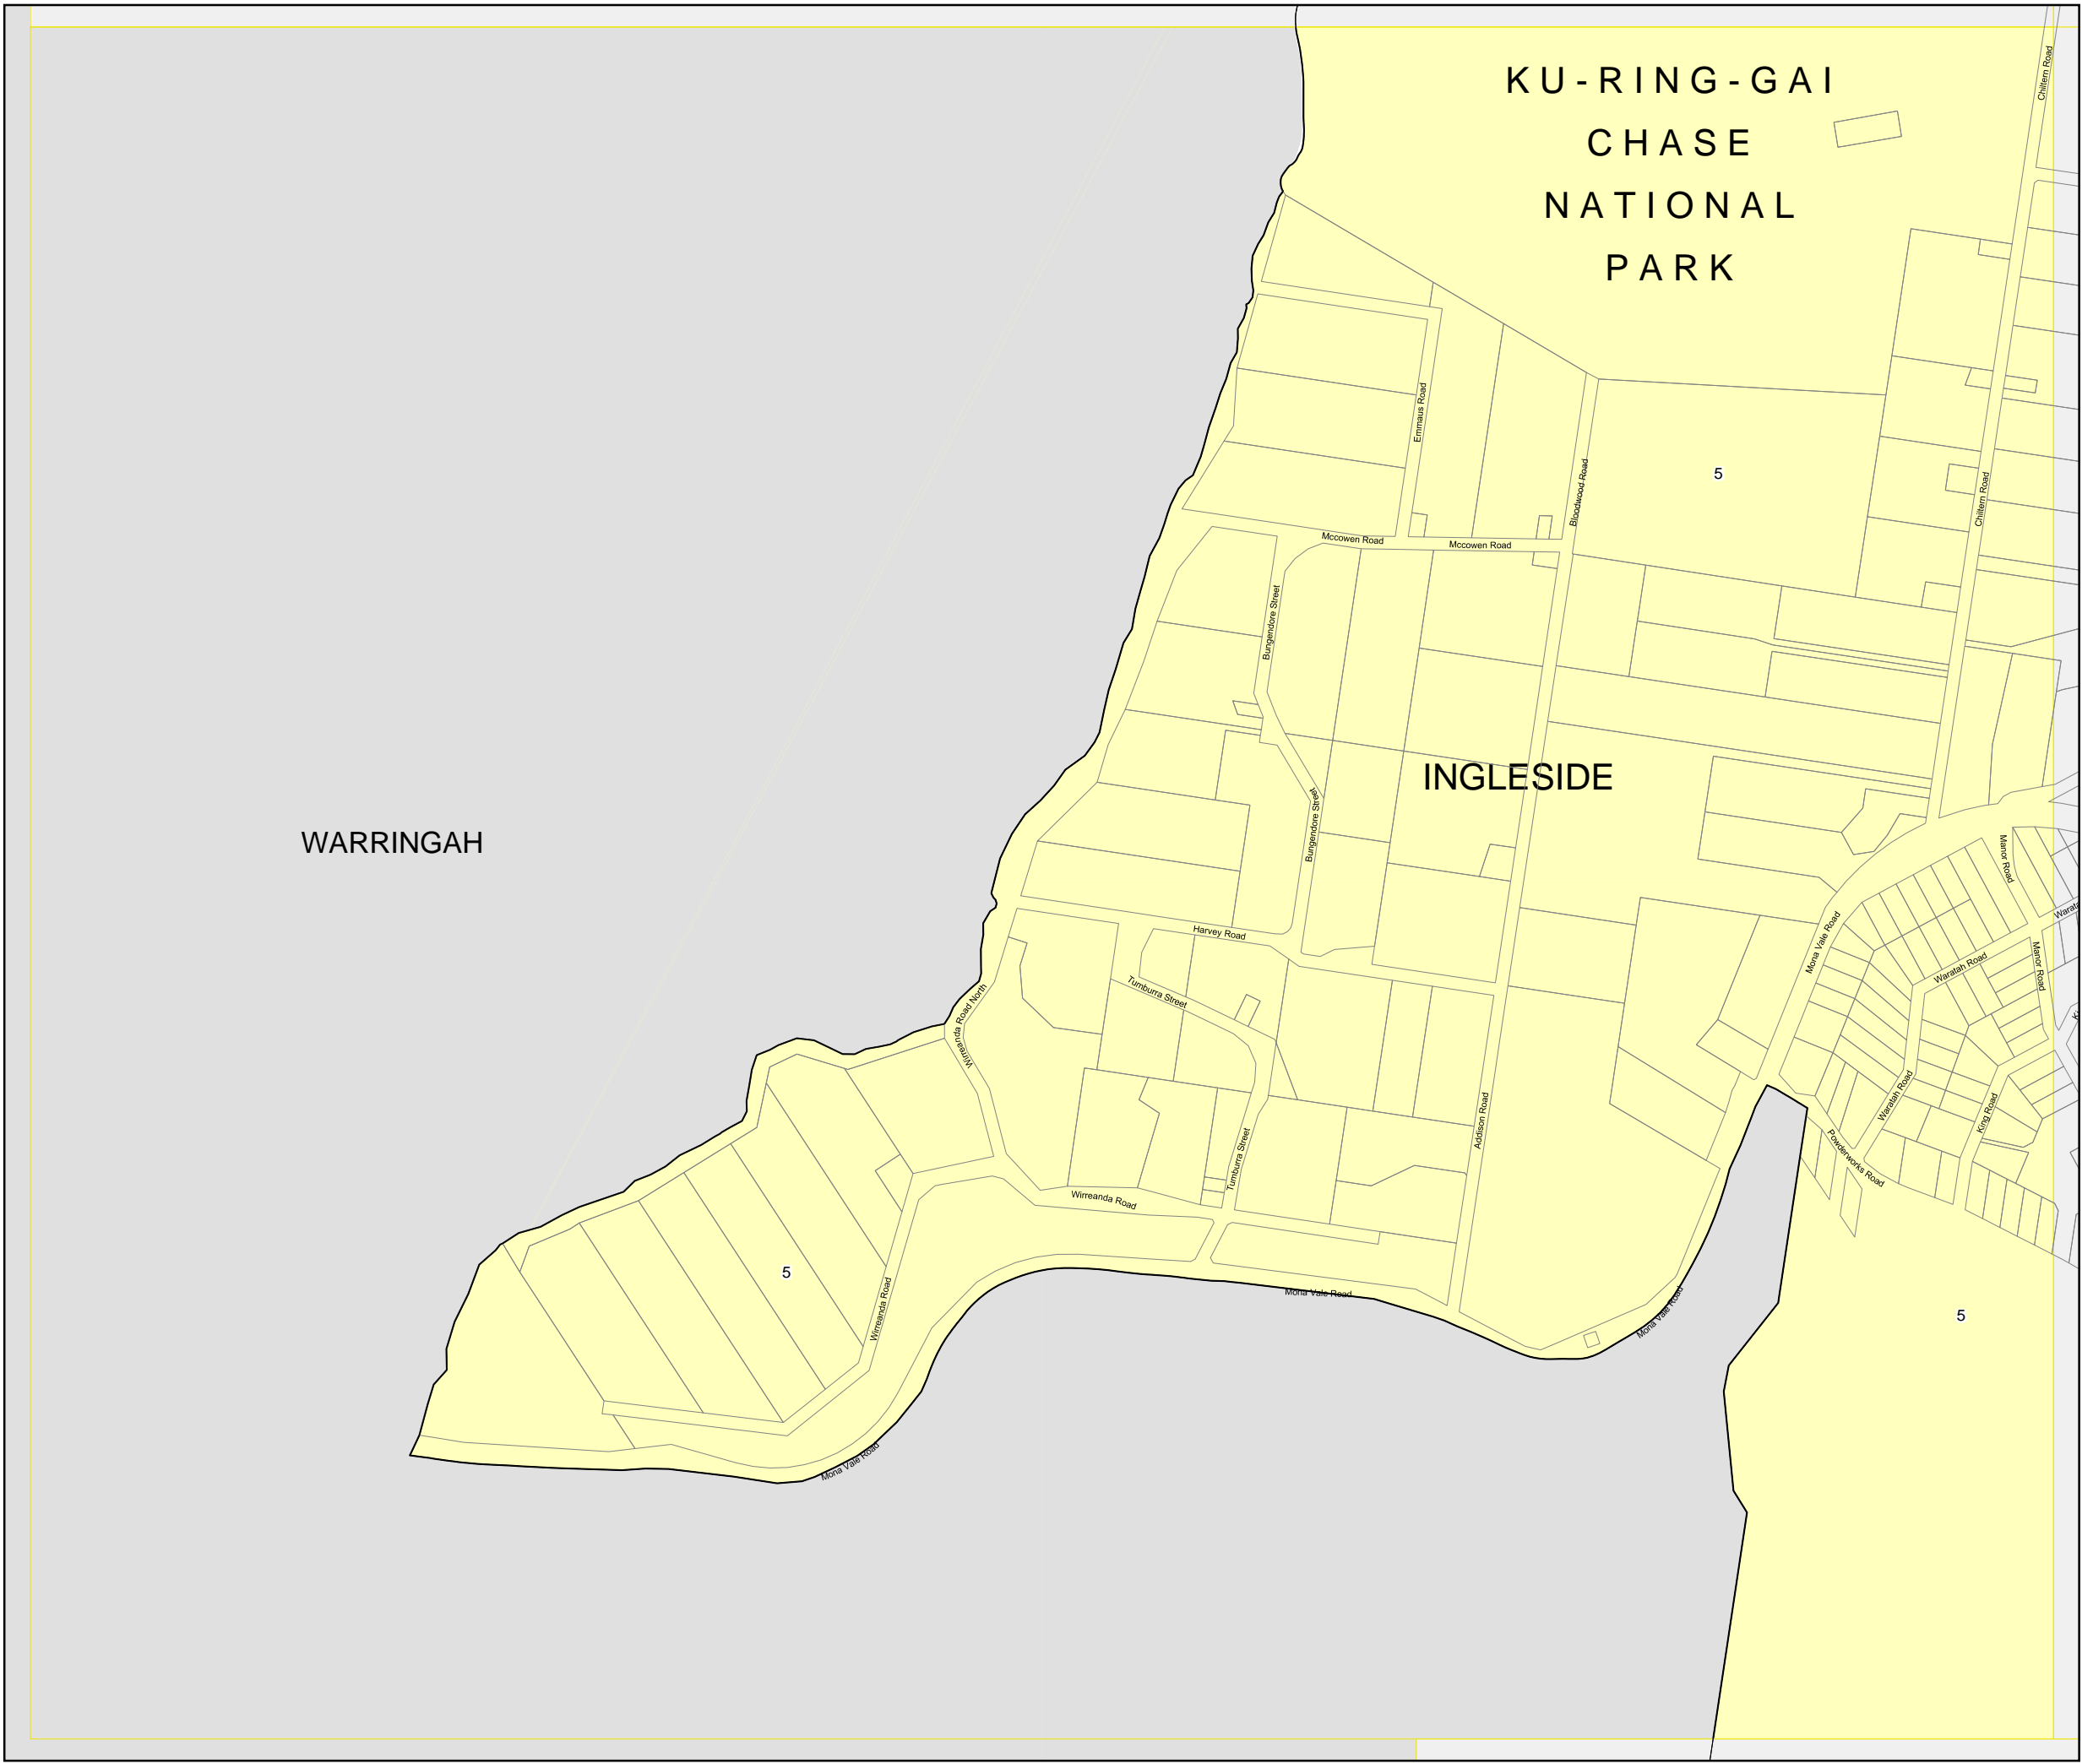 KU-RING-GAI
CHASE
NATIONAL
PARK
Chiltern Road
Emmaus Road
Bloodwood Road
5
Chiltern Road
Mccowen Road
Mccowen Road
Bungendore Street
INGLESIDE
Bungendore Street
WARRINGAH
Manor Road
Harvey Road
Mona Vale Road
Waratah Road
Manor Road
Tumburra Street
Wirreanda Road North
Waratah Road
King Road
Addison Road
Powderworks Road
Tumburra Street
Wirreanda Road
5
Wirreanda Road
Mona Vale Road
Mona Vale Road
5
Mona Vale Road